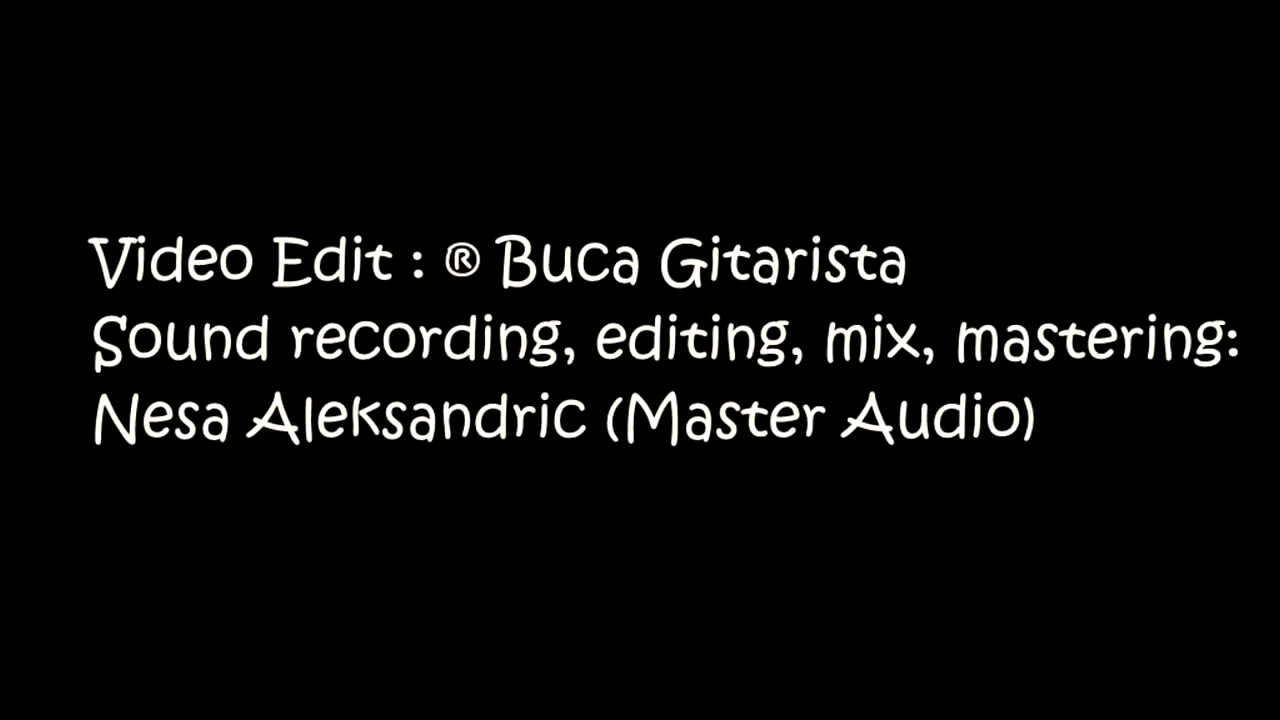 Video Edit : ® Buca Gitarista
Sound recording, editing, mix, mastering:
Nesa Aleksandric (Master Audio)